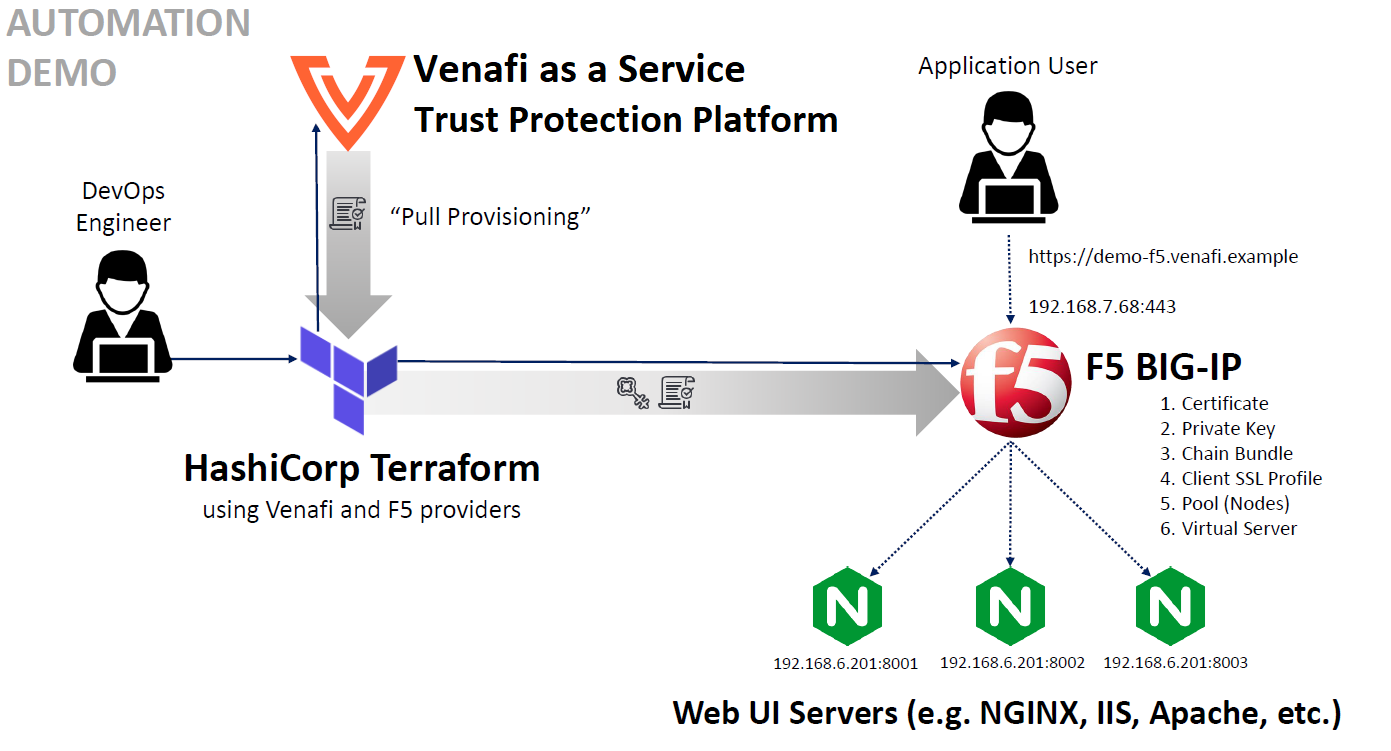 AUTOMATION
DEMO
Venafi as a Service
Trust Protection Platform
Application User
DevOps
Engineer
“Pull Provisioning”
https://demo-f5.venafi.example
192.168.7.68:443
f5
F5 BIG-IP
1. Certificate
2. Private Key
3. Chain Bundle
4. Client SSL Profile
5. Pool (Nodes)
6. Virtual Server
HashiCorp Terraform
using Venafi and F5 providers
N
N
N
192.168.6.201:8001
192.168.6.201:8002
192.168.6.201:8003
Web UI Servers (e.g. NGINX, IIS, Apache, etc.)